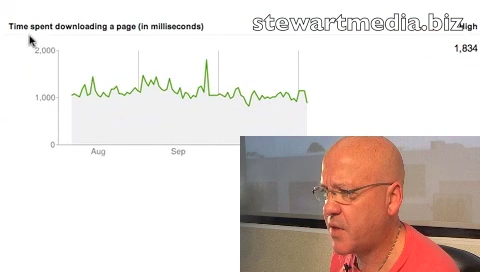 stewartmedia.biz
Time spent downloading a page (in milliseconds)
High
2,000
1,834
1,000
0
Aug
Sep